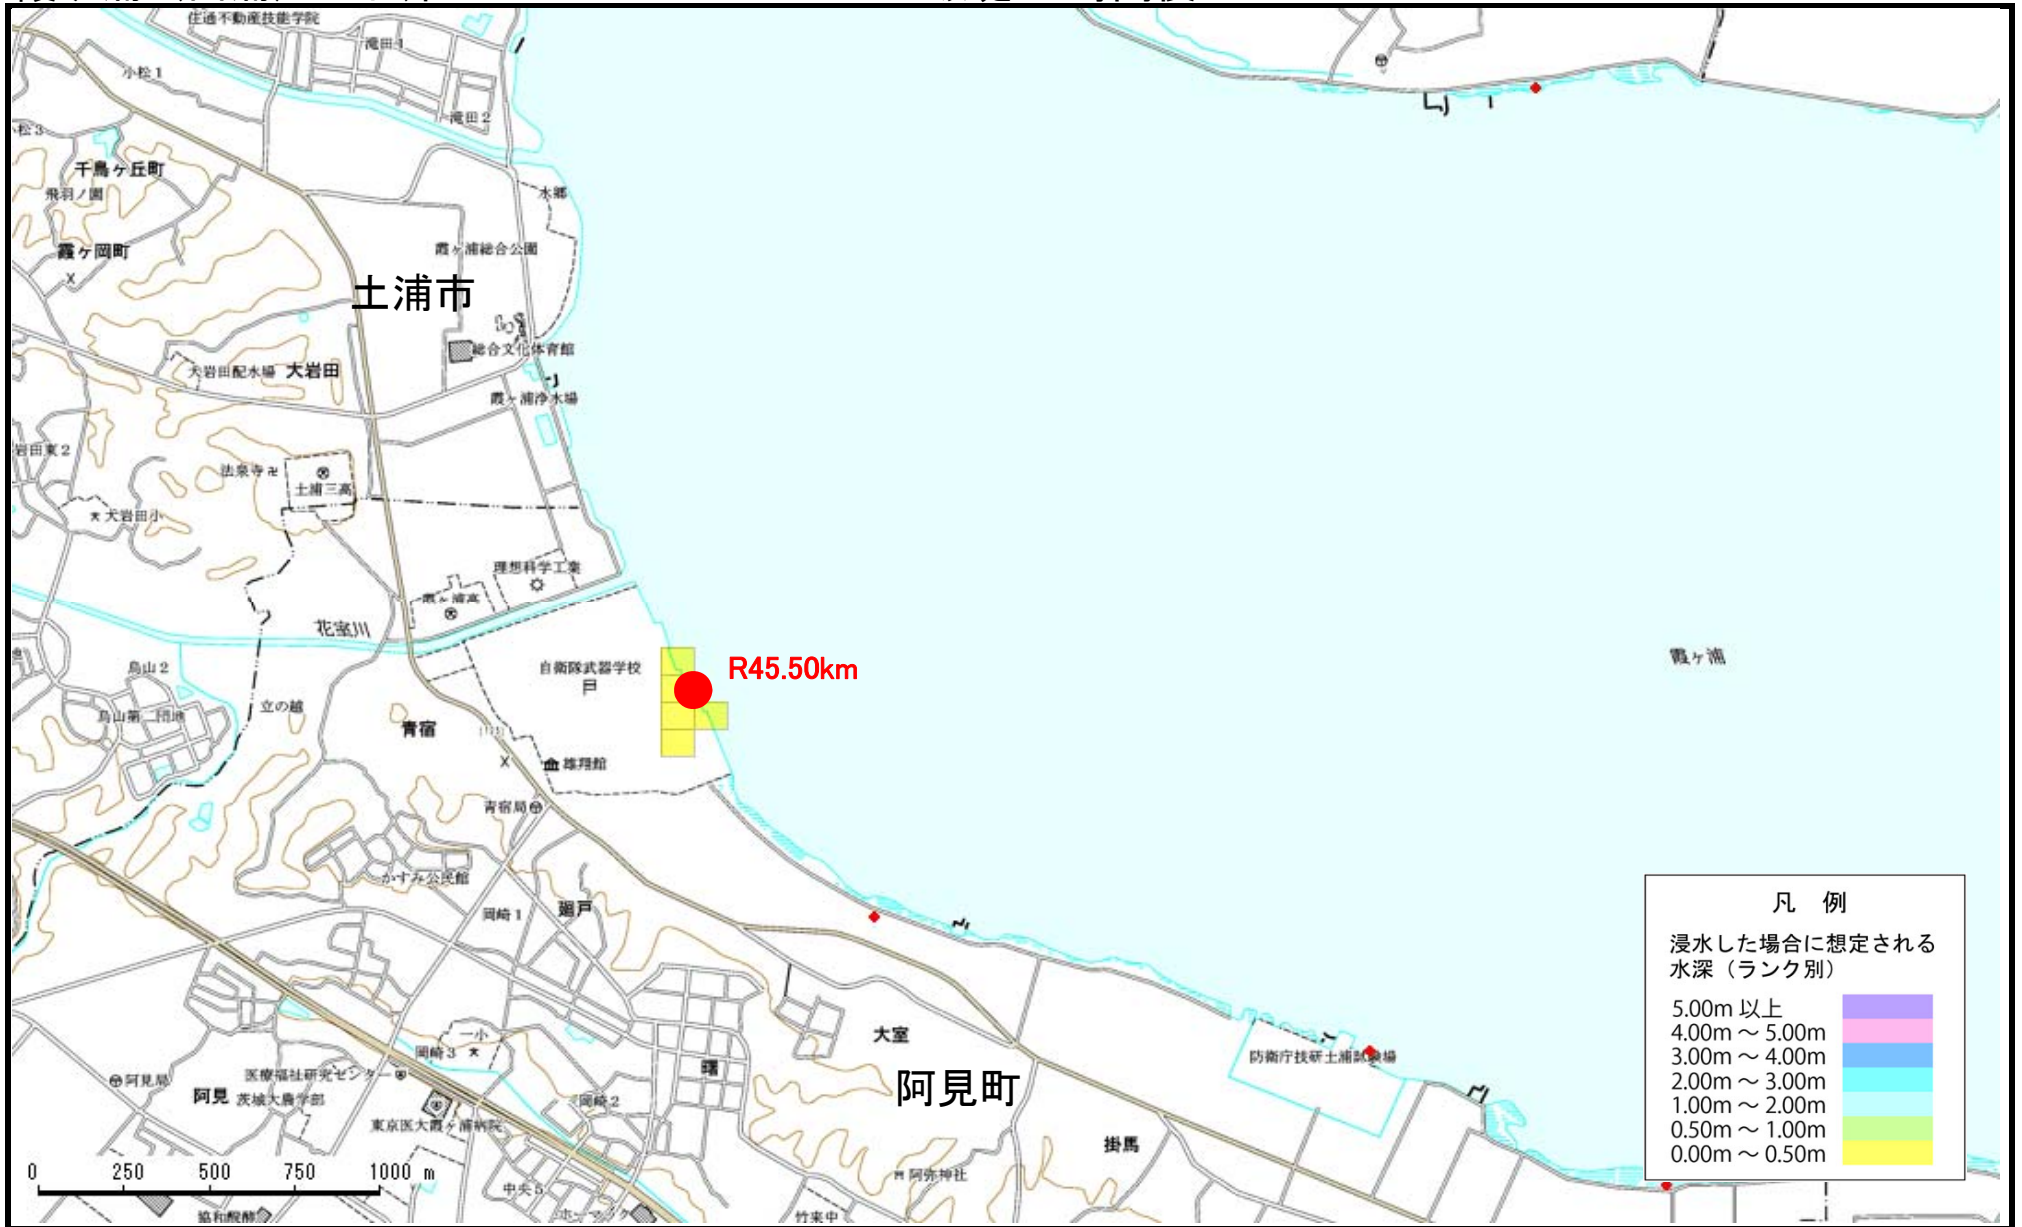 住通不動産技能学院
滝田1
小松1
滝田2
千鳥ヶ丘町
飛羽ノ園
水郷
霞ヶ岡町
霞ヶ浦総合公園
土浦市
総合文化体育館
大岩田配水場
大岩田
霞ヶ浦浄水場
岩田東2
法泉寺
土浦三高
大岩田小
理想科学工業
霞ヶ浦高
花室川
霞ヶ浦
烏山2
自衛隊武器学校
R45.50km
烏山第二団地
立の越
青宿
雄翔館
青宿局
かすみ公民館
岡崎1
廻戸
凡 例
浸水した場合に想定される
水深（ランク別）
5.00m 以上
4.00m ～ 5.00m
3.00m ～ 4.00m
2.00m ～ 3.00m
1.00m ～ 2.00m
0.50m ～ 1.00m
0.00m ～ 0.50m
一小
岡崎3
大室
防衛庁技研土浦試験場
曙
阿見局
医療福祉研究センター
阿見
茨城大農学部
岡崎2
阿見町
東京医大霞ヶ浦病院
掛馬
0 250 500 750 1000 m
阿弥神社
中央5
協和醗酵
ホーマック
竹来中